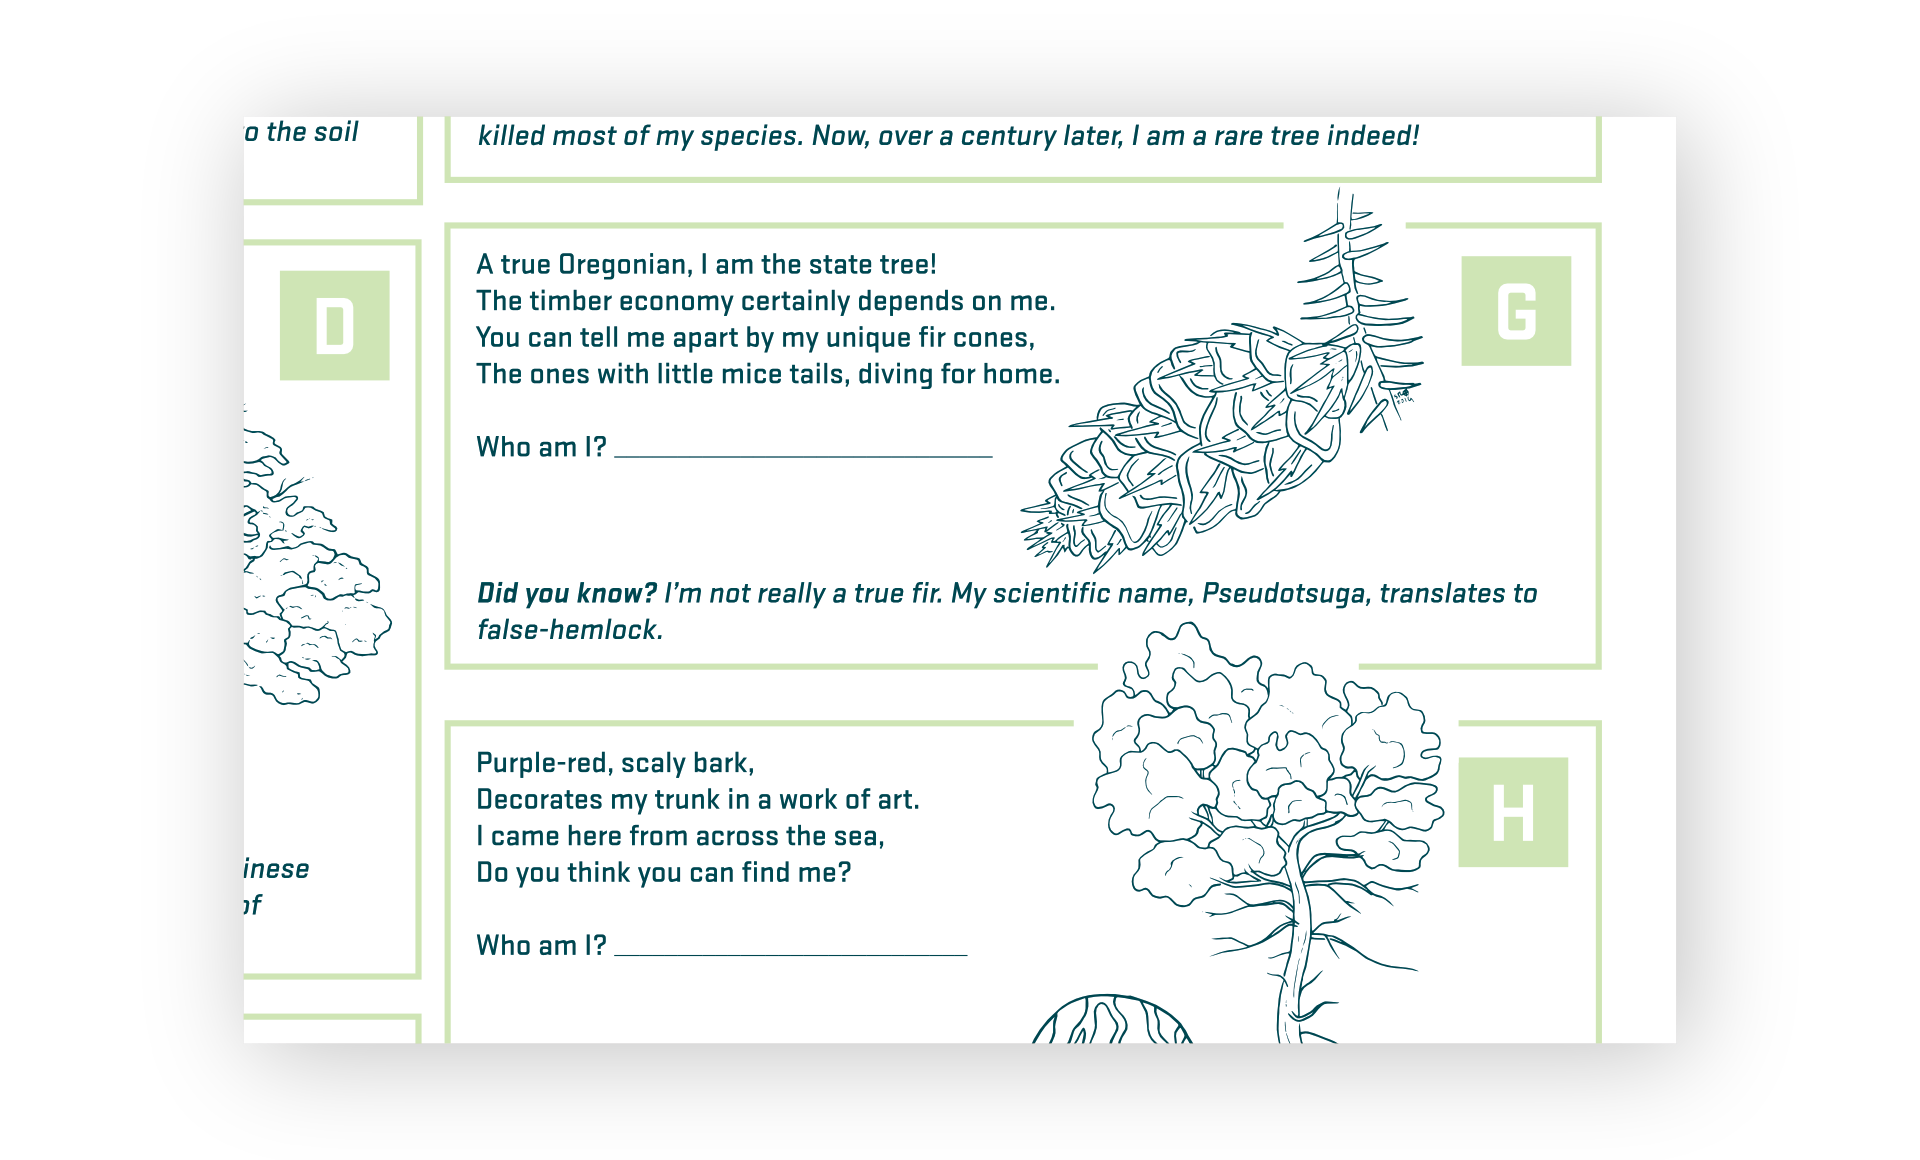 o the soil
D
inese
of
killed most of my species. Now, over a century later, I am a rare tree indeed!
G
A true Oregonian, I am the state tree!
The timber economy certainly depends on me.
You can tell me apart by my unique fir cones,
The ones with little mice tails, diving for home.
Who am I?
Did you know? I’m not really a true fir. My scientific name, Pseudotsuga, translates to
false-hemlock.
H
Purple-red, scaly bark,
Decorates my trunk in a work of art.
I came here from across the sea,
Do you think you can find me?
Who am I?